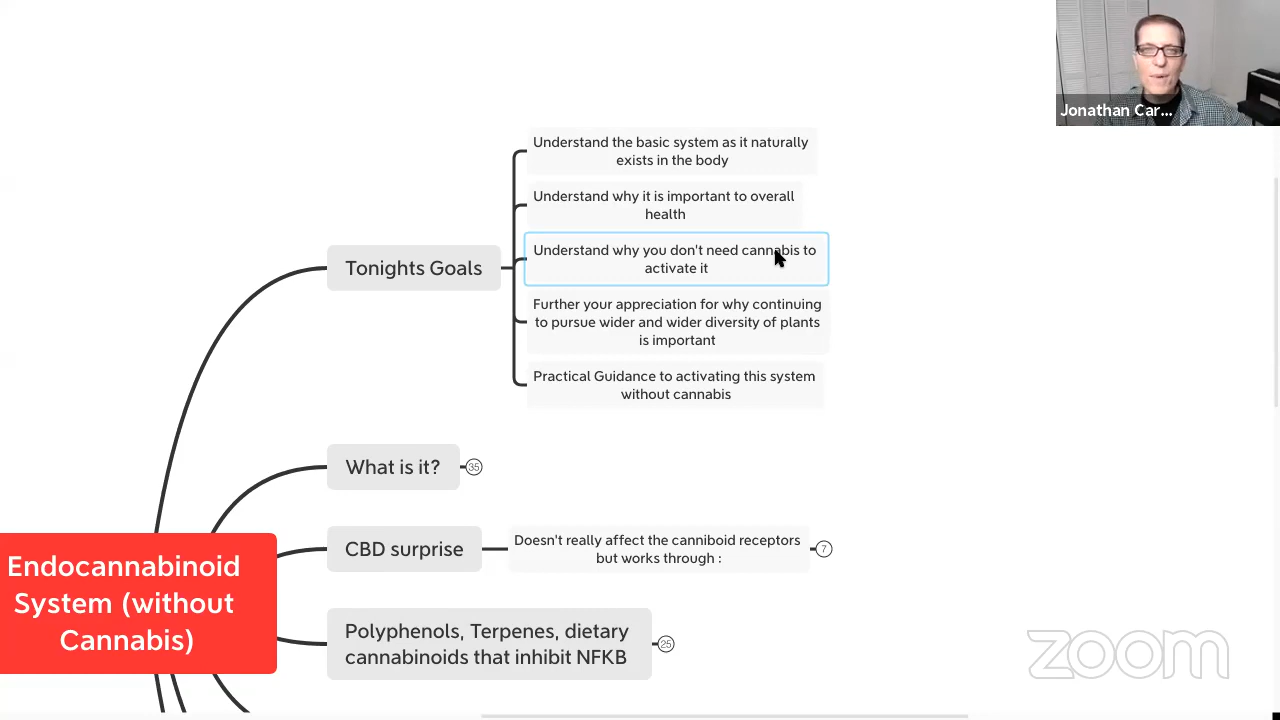 Jonathan Car...
Understand the basic system as it naturally
exists in the body
Understand why it is important to overall
health
Tonights Goals
Understand why you don't need cannabis to
activate it
Further your appreciation for why continuing
to pursue wider and wider diversity of plants
is important
Practical Guidance to activating this system
without cannabis
What is it?
35
CBD surprise
Doesn't really affect the canniboid receptors
but works through :
7
Endocannabinoid
System (without
Cannabis)
Polyphenols, Terpenes, dietary
cannabinoids that inhibit NFKB
25
zoom